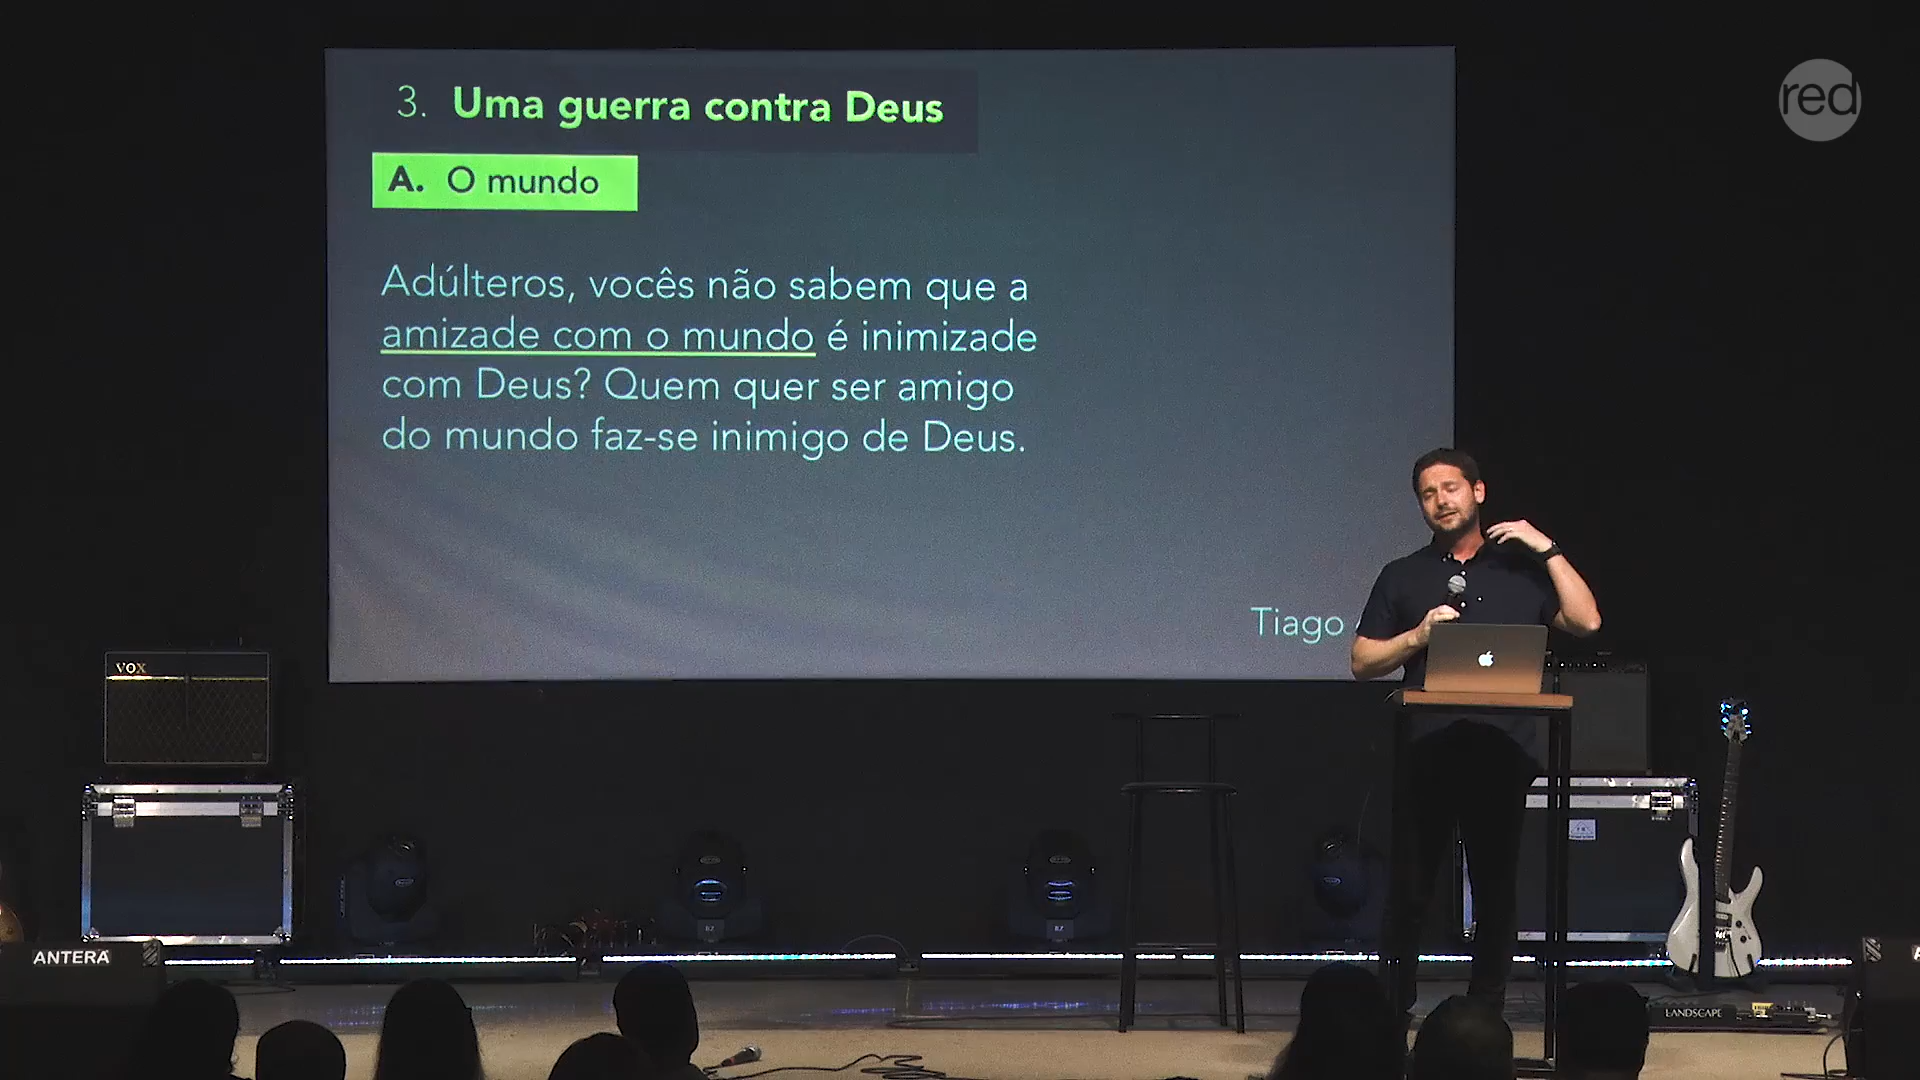 red
3. Uma guerra contra Deus
A. O mundo
Adúlteros, vocês não sabem que a
amizade com o mundo é inimizade
com Deus? Quem quer ser amigo
do mundo faz-se inimigo de Deus.
Tiago
VOX
ANTERA
LANDSCAPE